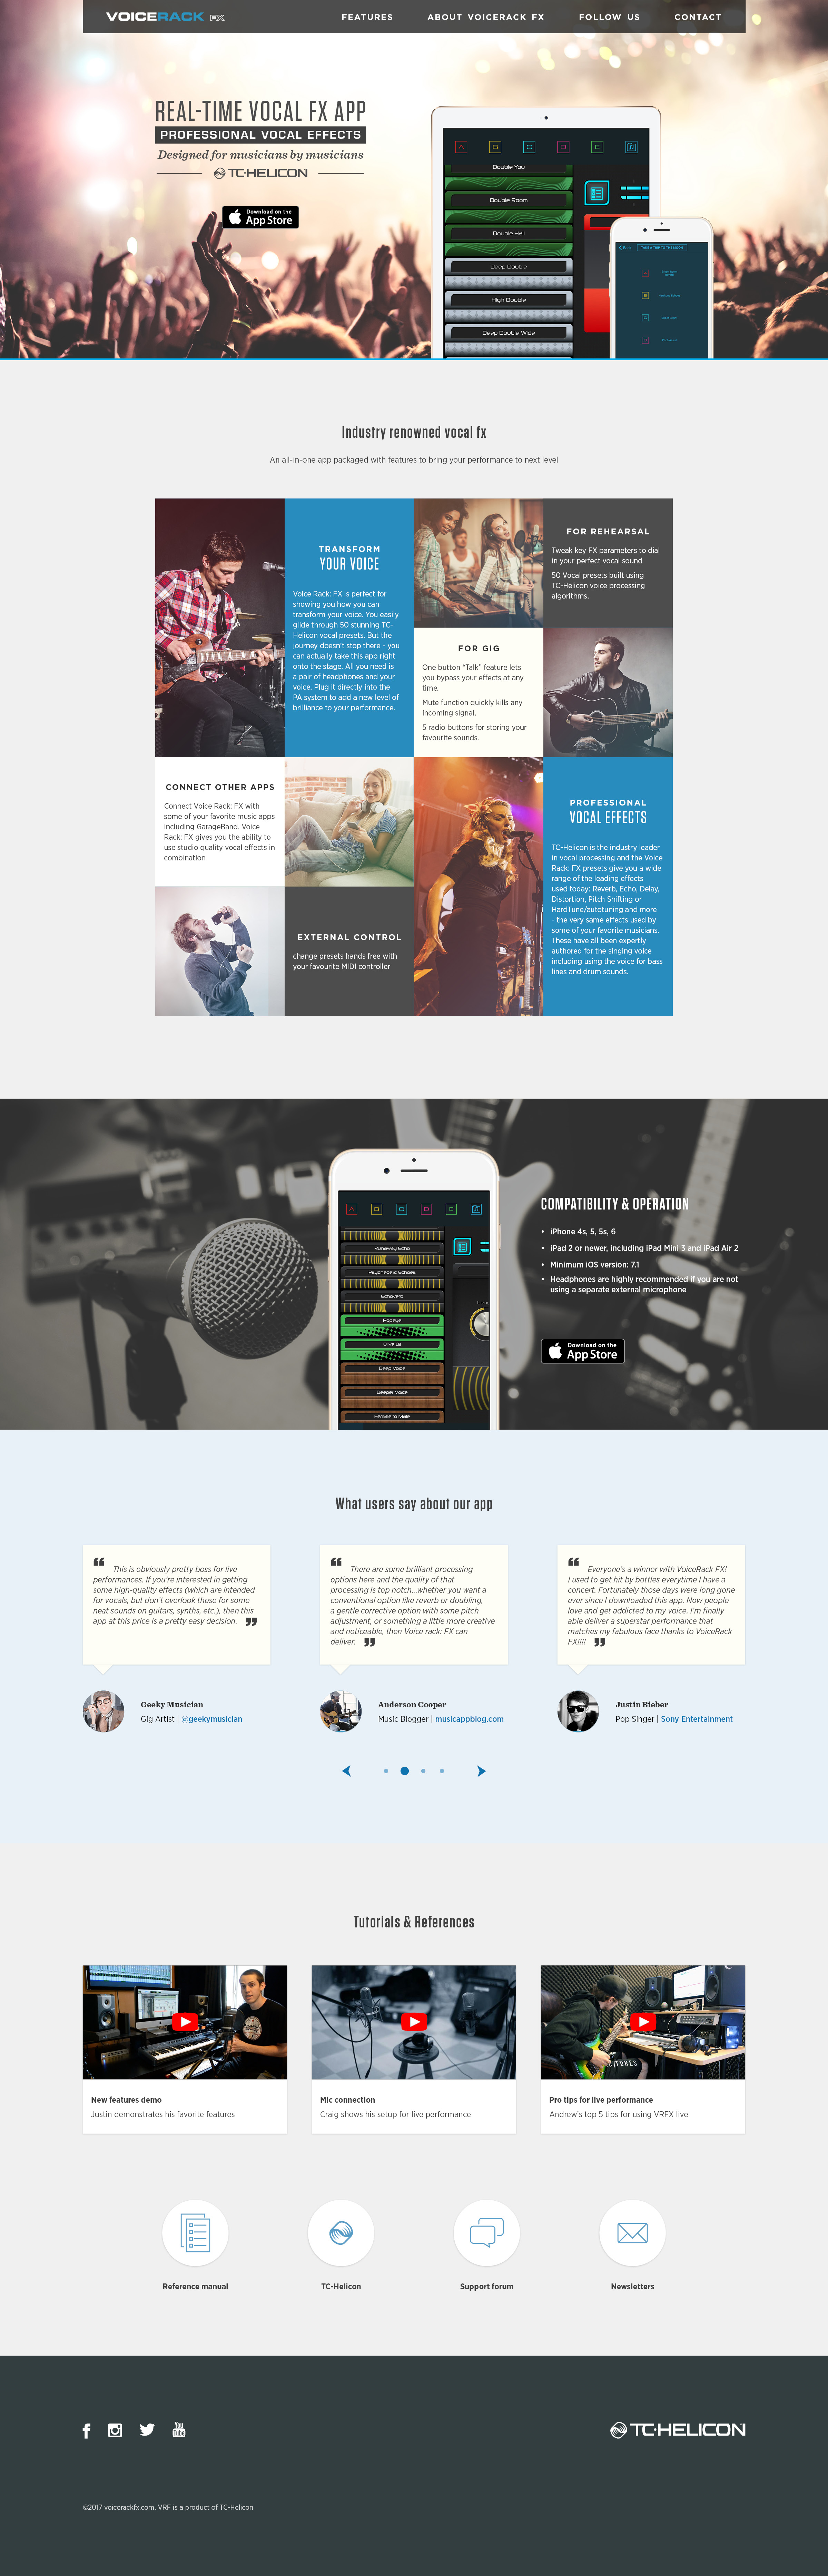 VOICERACK FX
FEATURES
ABOUT VOICERACK FX
FOLLOW US
CONTACT
REAL-TIME VOCAL FX APP
PROFESSIONAL VOCAL EFFECTS
Designed for musicians by musicians
TC·HELICON
Download on the
App Store
A B C D E
Double You
Double Room
Double Hall
Deep Double
High Double
Deep Double Wide
Back
A
B
C
D
Industry renowned vocal fx
An all-in-one app packaged with features to bring your performance to next level
TRANSFORM
YOUR VOICE
Voice Rack: FX is perfect for
showing you how you can
transform your voice. You easily
glide through 50 stunning TC-
Helicon vocal presets. But the
journey doesn't stop there - you
can actually take this app right
onto the stage. All you need is
a pair of headphones and your
voice. Plug it directly into the
PA system to add a new level of
brilliance to your performance.
FOR REHEARSAL
Tweak key FX parameters to dial
in your perfect vocal sound
50 Vocal presets built using
TC-Helicon voice processing
algorithms.
FOR GIG
One button “Talk” feature lets
you bypass your effects at any
time.
Mute function quickly kills any
incoming signal.
5 radio buttons for storing your
favourite sounds.
CONNECT OTHER APPS
Connect Voice Rack: FX with
some of your favorite music apps
including GarageBand. Voice
Rack: FX gives you the ability to
use studio quality vocal effects in
combination
EXTERNAL CONTROL
change presets hands free with
your favourite MIDI controller
PROFESSIONAL
VOCAL EFFECTS
TC-Helicon is the industry leader
in vocal processing and the Voice
Rack: FX presets give you a wide
range of the leading effects
used today: Reverb, Echo, Delay,
Distortion, Pitch Shifting or
HardTune/autotuning and more
- the very same effects used by
some of your favorite musicians.
These have all been expertly
authored for the singing voice
including using the voice for bass
lines and drum sounds.
A B C D E
Runaway Echo
Psychedelic Echoes
Echoverb
Popeye
Olive Oil
Deep Voice
Deeper Voice
Female to Male
COMPATIBILITY & OPERATION
• iPhone 4s, 5, 5s, 6
• iPad 2 or newer, including iPad Mini 3 and iPad Air 2
• Minimum iOS version: 7.1
• Headphones are highly recommended if you are not
using a separate external microphone
Download on the
App Store
What users say about our app
“ This is obviously pretty boss for live
performances. If you're interested in getting
some high-quality effects (which are intended
for vocals, but don't overlook these for some
neat sounds on guitars, synths, etc.), then this
app at this price is a pretty easy decision. ”
Geeky Musician
Gig Artist | @geekymusician
“ There are some brilliant processing
options here and the quality of that
processing is top notch...whether you want a
conventional option like reverb or doubling,
a gentle corrective option with some pitch
adjustment, or something a little more creative
and noticeable, then Voice rack: FX can
deliver. ”
Anderson Cooper
Music Blogger | musicappblog.com
“ Everyone's a winner with VoiceRack FX!
I used to get hit by bottles everytime I have a
concert. Fortunately those days were long gone
ever since I downloaded this app. Now people
love and get addicted to my voice. I'm finally
able deliver a superstar performance that
matches my fabulous face thanks to VoiceRack
FX!!!! ”
Justin Bieber
Pop Singer | Sony Entertainment
Tutorials & References
New features demo
Justin demonstrates his favorite features
Mic connection
Craig shows his setup for live performance
Pro tips for live performance
Andrew's top 5 tips for using VRFX live
Reference manual
TC-Helicon
Support forum
Newsletters
You
Tube
TC·HELICON
©2017 voicerackfx.com. VRF is a product of TC-Helicon